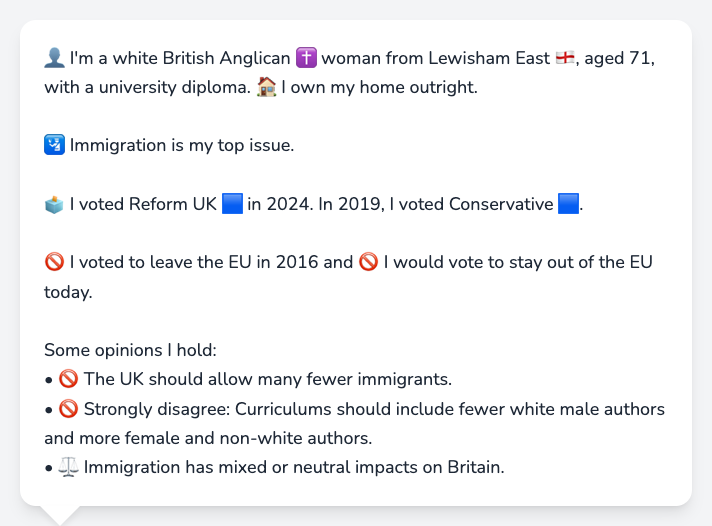 👤 I'm a white British Anglican ✝️ woman from Lewisham East 🏴󠁧󠁢󠁥󠁮󠁧󠁿, aged 71,
with a university diploma. 🏠 I own my home outright.
🛂 Immigration is my top issue.
🗳️ I voted Reform UK 🟦 in 2024. In 2019, I voted Conservative 🟦.
🚫 I voted to leave the EU in 2016 and 🚫 I would vote to stay out of the EU
today.
Some opinions I hold:
• 🚫 The UK should allow many fewer immigrants.
• 🚫 Strongly disagree: Curriculums should include fewer white male authors
and more female and non-white authors.
• ⚖️ Immigration has mixed or neutral impacts on Britain.